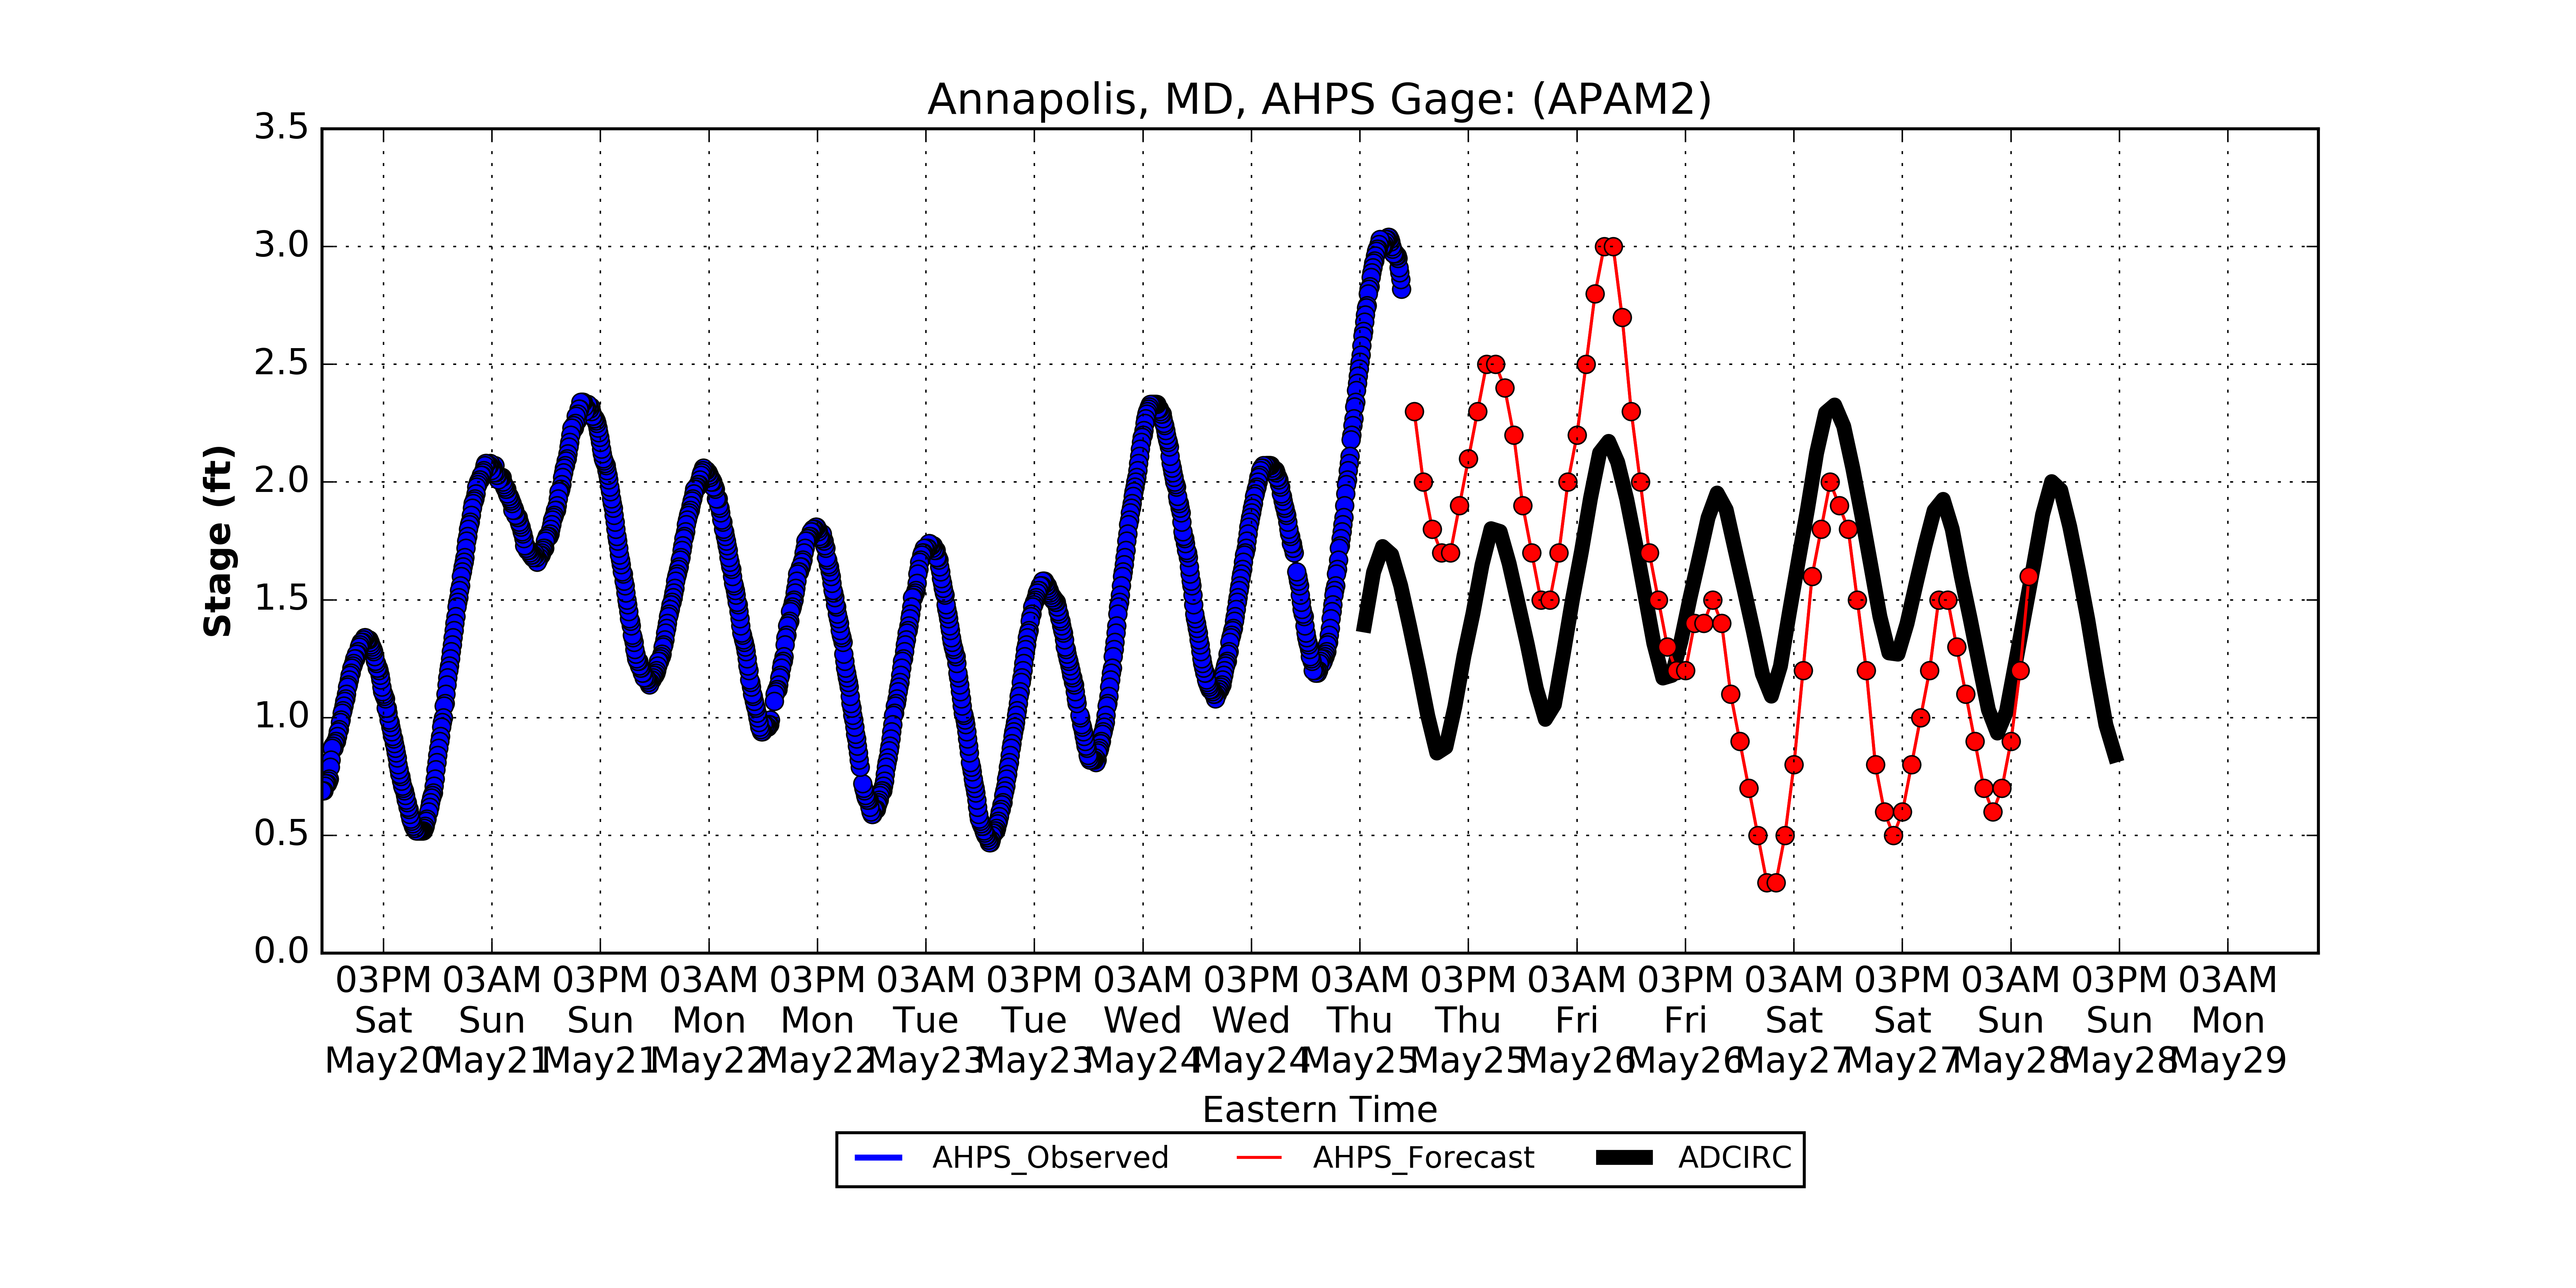 Annapolis, MD, AHPS Gage: (APAM2)
3.5
3.0
2.5
2.0
1.5
1.0
0.5
0.0
Stage (ft)
03PM 03AM 03PM 03AM 03PM 03AM 03PM 03AM 03PM 03AM 03PM 03AM 03PM 03AM 03PM 03AM 03PM 03AM
Sat Sun Sun Mon Mon Tue Tue Wed Wed Thu Thu Fri Fri Sat Sat Sun Sun Mon
May20 May21 May21 May22 May22 May23 May23 May24 May24 May25 May25 May26 May26 May27 May27 May28 May28 May29
Eastern Time
AHPS_Observed AHPS_Forecast ADCIRC